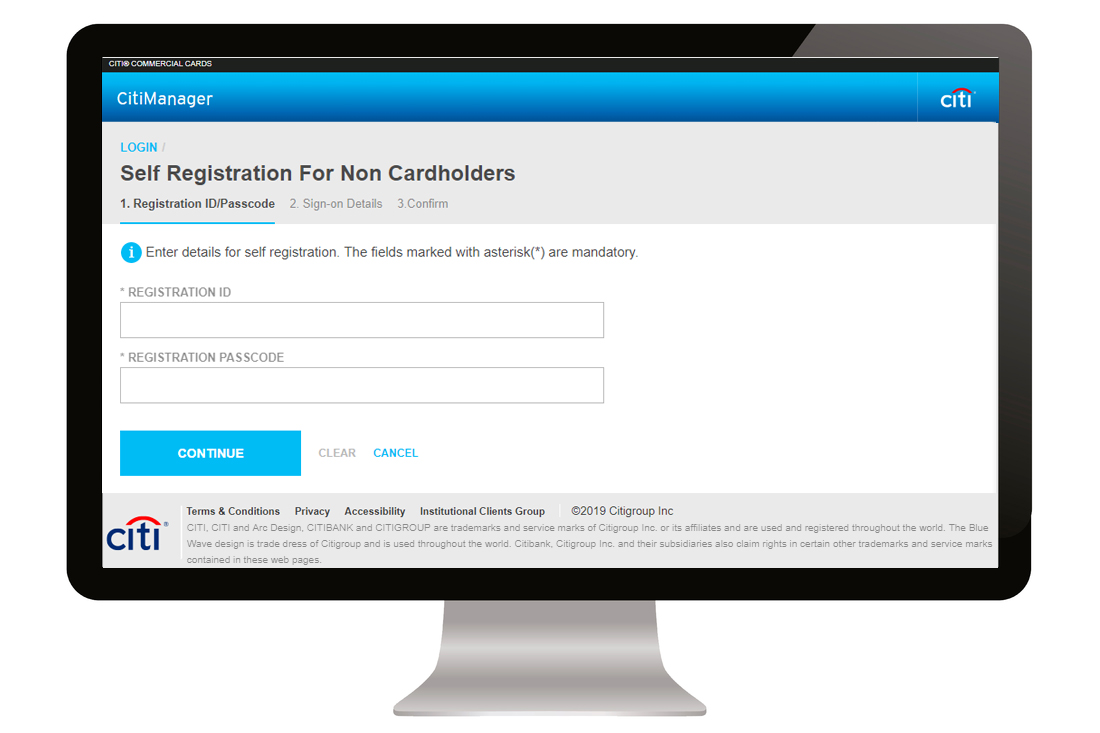 CITI® COMMERCIAL CARDS
CitiManager
citi
LOGIN /
Self Registration For Non Cardholders
1. Registration ID/Passcode 2. Sign-on Details 3.Confirm
i Enter details for self registration. The fields marked with asterisk(*) are mandatory.
* REGISTRATION ID
* REGISTRATION PASSCODE
CONTINUE CLEAR CANCEL
citi®
Terms & Conditions Privacy Accessibility Institutional Clients Group ©2019 Citigroup Inc
CITI, CITI and Arc Design, CITIBANK and CITIGROUP are trademarks and service marks of Citigroup Inc. or its affiliates and are used and registered throughout the world. The Blue
Wave design is trade dress of Citigroup and is used throughout the world. Citibank, Citigroup Inc. and their subsidiaries also claim rights in certain other trademarks and service marks
contained in these web pages.